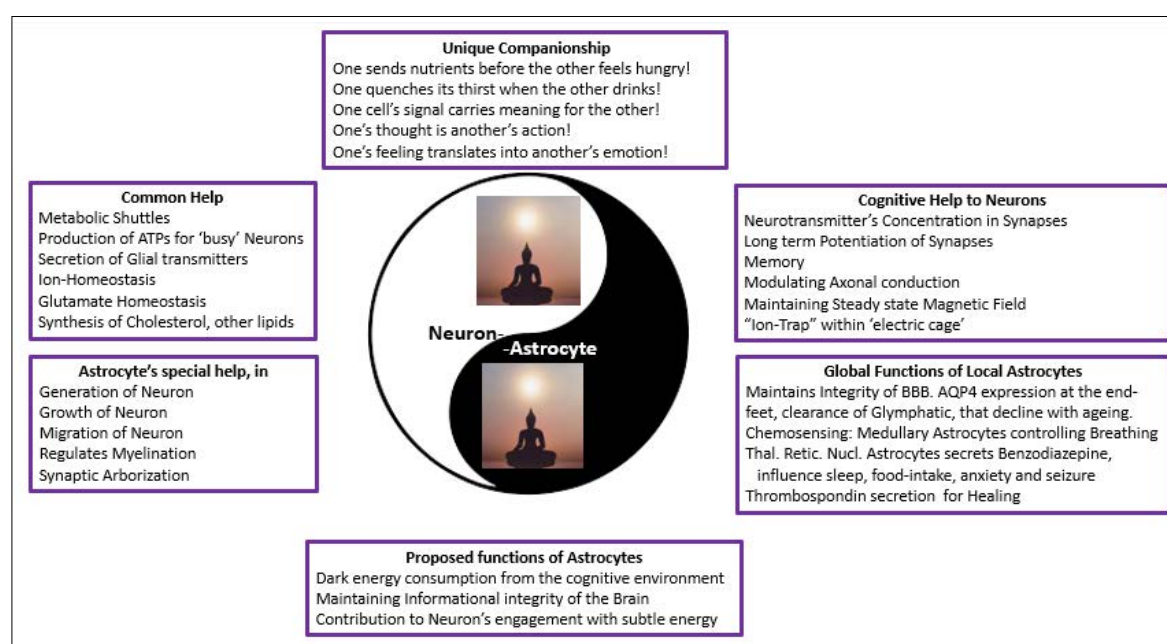 Unique Companionship
One sends nutrients before the other feels hungry!
One quenches its thirst when the other drinks!
One cell's signal carries meaning for the other!
One's thought is another's action!
One's feeling translates into another's emotion!
Common Help
Metabolic Shuttles
Production of ATPs for 'busy' Neurons
Secretion of Glial transmitters
Ion-Homeostasis
Glutamate Homeostasis
Synthesis of Cholesterol, other lipids
Cognitive Help to Neurons
Neurotransmitter's Concentration in Synapses
Long term Potentiation of Synapses
Memory
Modulating Axonal conduction
Maintaining Steady state Magnetic Field
"Ion-Trap" within 'electric cage'
Neuron-
-Astrocyte
Astrocyte's special help, in
Generation of Neuron
Growth of Neuron
Migration of Neuron
Regulates Myelination
Synaptic Arborization
Global Functions of Local Astrocytes
Maintains Integrity of BBB. AQP4 expression at the end-
feet, clearance of Glymphatic, that decline with ageing.
Chemosensing: Medullary Astrocytes controlling Breathing
Thal. Retic. Nucl. Astrocytes secrets Benzodiazepine,
influence sleep, food-intake, anxiety and seizure
Thrombospondin secretion for Healing
Proposed functions of Astrocytes
Dark energy consumption from the cognitive environment
Maintaining Informational integrity of the Brain
Contribution to Neuron's engagement with subtle energy